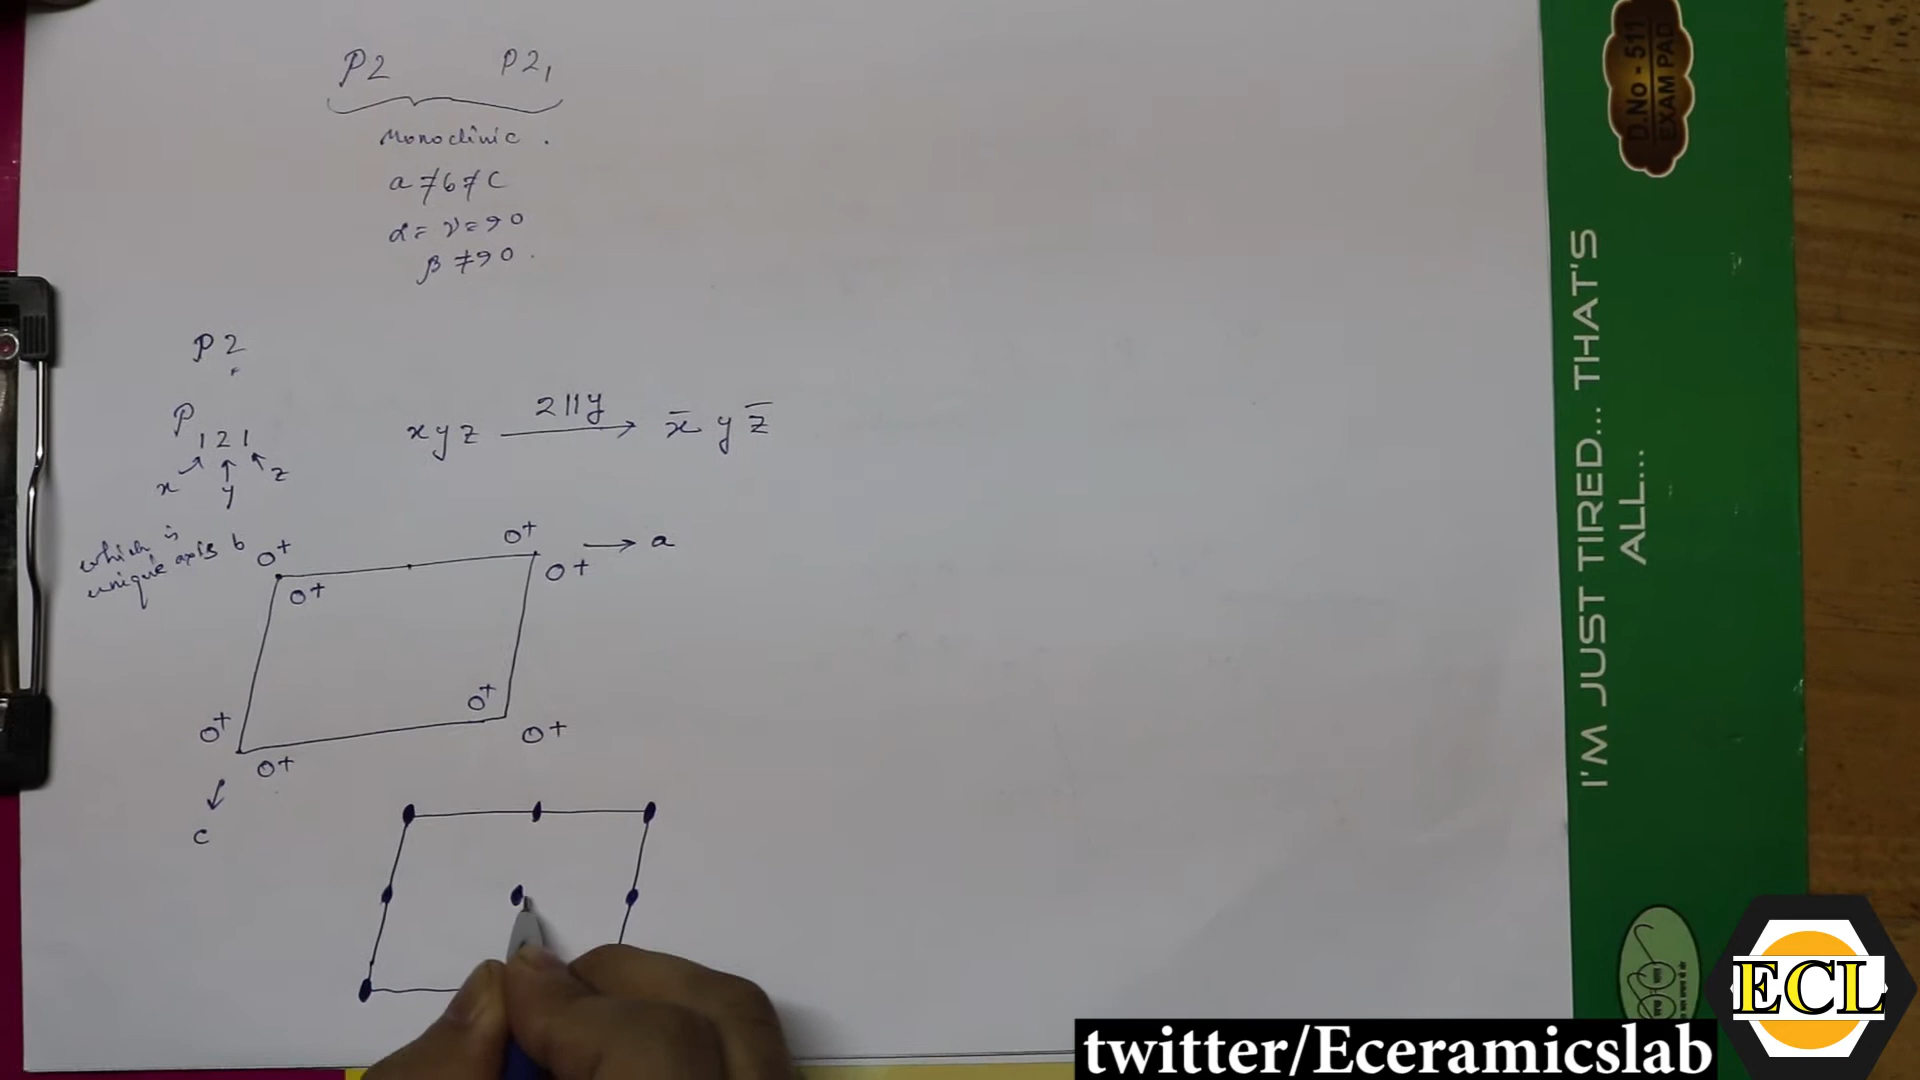 P2 P2₁
Monoclinic .
a ≠ b ≠ c
α = γ = 90
β ≠ 90 .
P2
P
1 2 1
x y z
x y z 2 || y x̄ y z̄
which is
unique axis b
O⁺ O⁺
O⁺ O⁺
→ a
O⁺ O⁺
O⁺ O⁺
c
D.No - 511
EXAM PAD
I'M JUST TIRED... THAT'S
ALL...
ECL
twitter/Eceramicslab